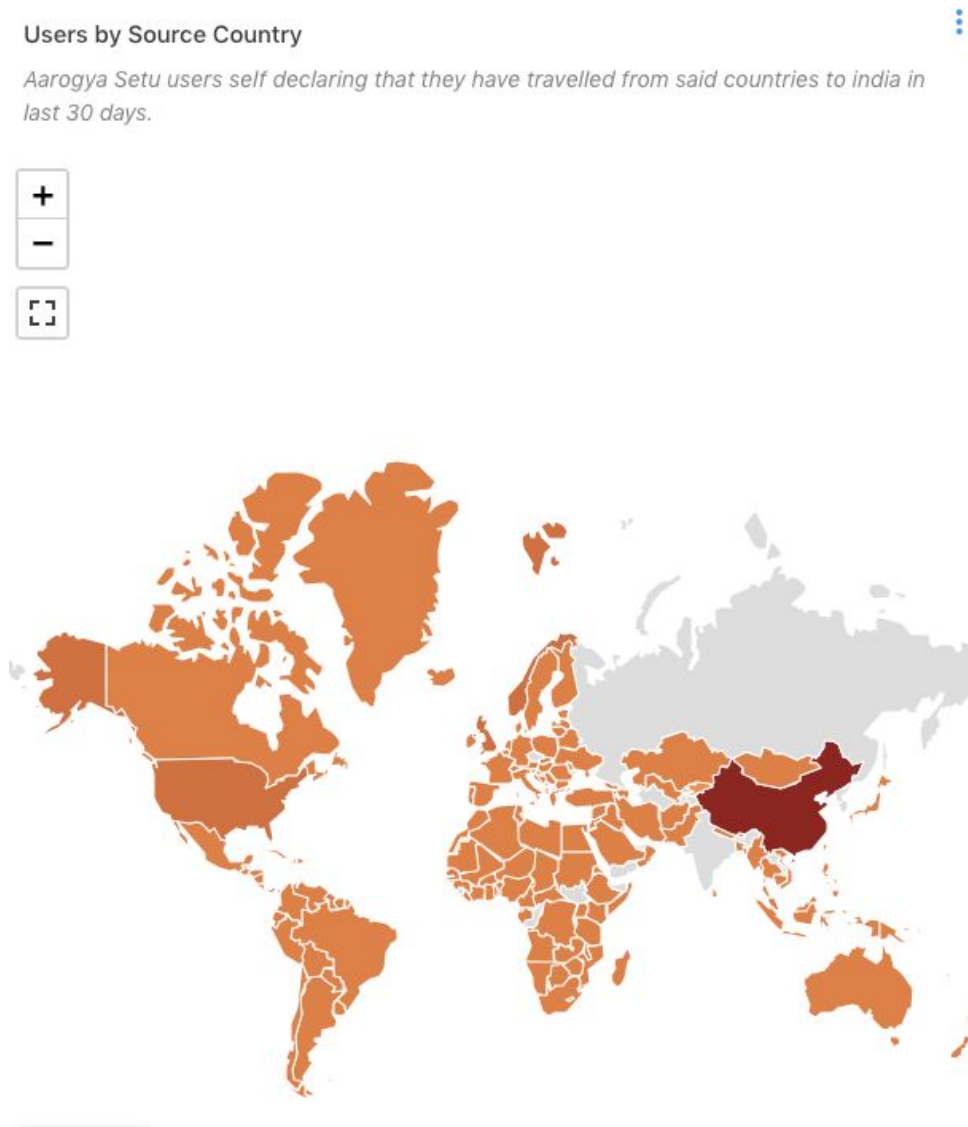 Users by Source Country
Aarogya Setu users self declaring that they have travelled from said countries to india in
last 30 days.
+
−